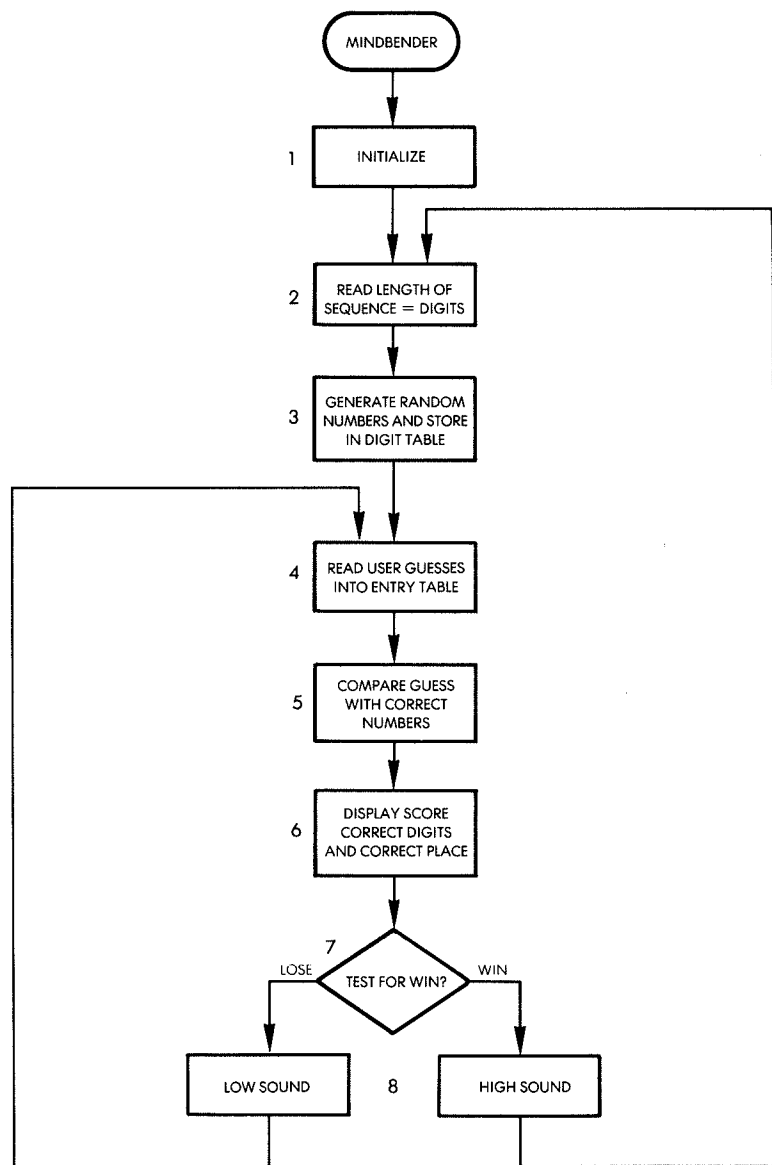 MINDBENDER
1
INITIALIZE
2
READ LENGTH OF
SEQUENCE = DIGITS
3
GENERATE RANDOM
NUMBERS AND STORE
IN DIGIT TABLE
4
READ USER GUESSES
INTO ENTRY TABLE
5
COMPARE GUESS
WITH CORRECT
NUMBERS
6
DISPLAY SCORE
CORRECT DIGITS
AND CORRECT PLACE
7
LOSE
TEST FOR WIN?
WIN
LOW SOUND
8
HIGH SOUND